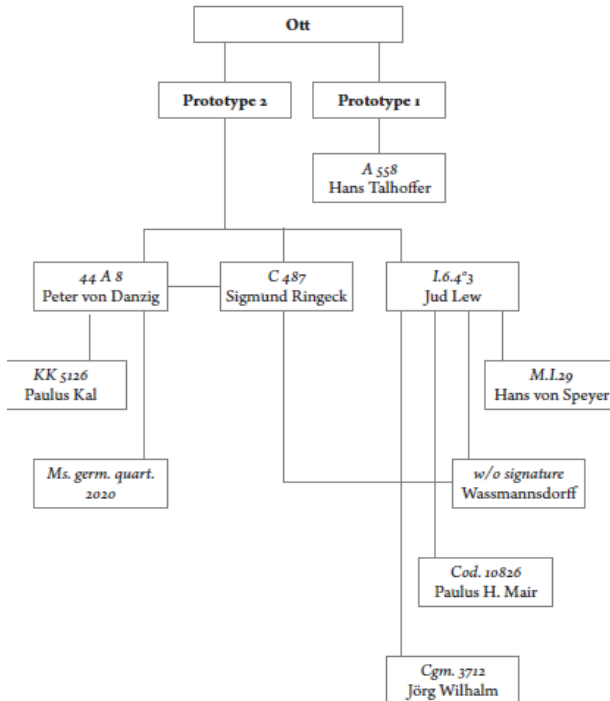 Ott
Prototype 2
Prototype 1
A 558
Hans Talhoffer
44 A 8
Peter von Danzig
C 487
Sigmund Ringeck
I.6.4°3
Jud Lew
KK 5126
Paulus Kal
M.I.29
Hans von Speyer
Ms. germ. quart.
2020
w/o signature
Wassmannsdorff
Cod. 10826
Paulus H. Mair
Cgm. 3712
Jörg Wilhalm